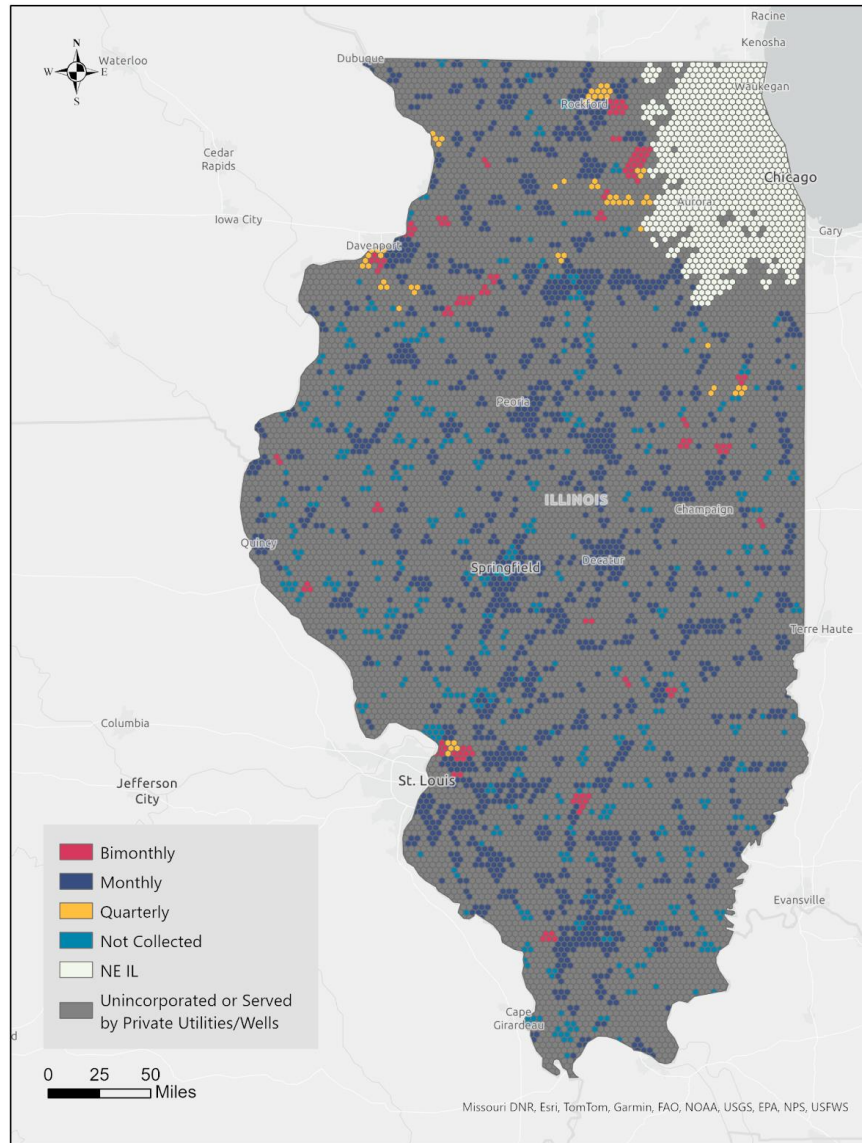 Racine
Kenosha
N
W E
S
Waterloo
Dubuque
Waukegan
Rockford
Cedar
Rapids
Chicago
Iowa City
Aurora
Davenport
Gary
Peoria
ILLINOIS
Champaign
Quincy
Springfield
Decatur
Terre Haute
Columbia
Jefferson
City
St. Louis
Bimonthly
Monthly
Quarterly
Not Collected
NE IL
Unincorporated or Served
by Private Utilities/Wells
Evansville
Cape
Girardeau
d
0 25 50
Miles
Missouri DNR, Esri, TomTom, Garmin, FAO, NOAA, USGS, EPA, NPS, USFWS